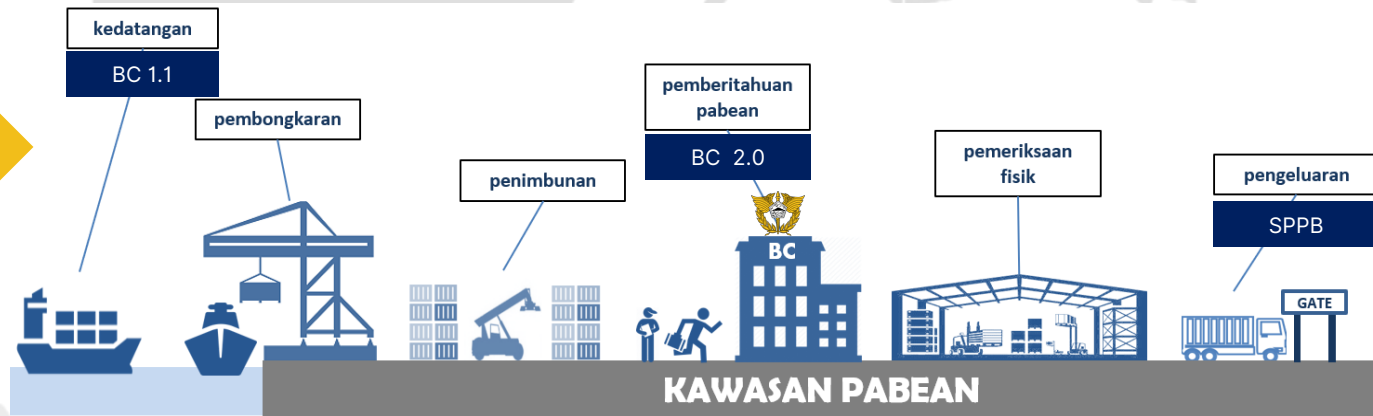 kedatangan
BC 1.1
pembongkaran
penimbunan
pemberitahuan
pabean
BC 2.0
BC
pemeriksaan
fisik
pengeluaran
SPPB
GATE
KAWASAN PABEAN